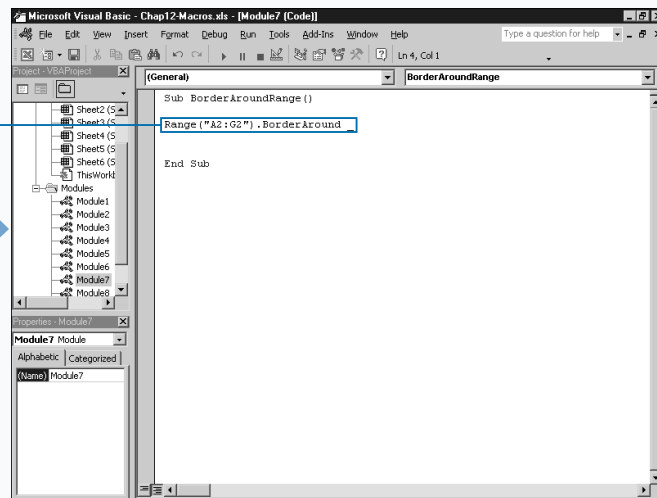 Microsoft Visual Basic - Chap12-Macros.xls - [Module7 (Code)]
File Edit View Insert Format Debug Run Tools Add-Ins Window Help
Type a question for help
Ln 4, Col 1
Project - VBAProject
(General)
BorderAroundRange
Sheet2 (S
Sheet3 (S
Sheet4 (S
Sheet5 (S
Sheet6 (S
ThisWork
Modules
Module1
Module2
Module3
Module4
Module5
Module6
Module7
Module8
Sub BorderAroundRange()
Range("A2:G2").BorderAround _
End Sub
Properties - Module7
Module7 Module
Alphabetic Categorized
(Name) Module7